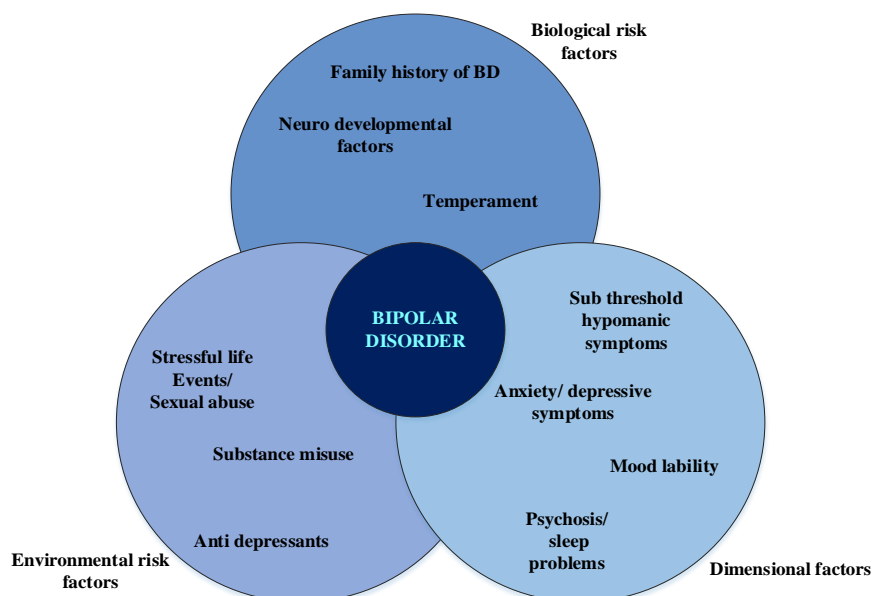 Biological risk
factors
Family history of BD
Neuro developmental
factors
Temperament
BIPOLAR
DISORDER
Sub threshold
hypomanic
symptoms
Stressful life
Events/
Sexual abuse
Anxiety/ depressive
symptoms
Substance misuse
Mood lability
Psychosis/
sleep
problems
Anti depressants
Environmental risk
factors
Dimensional factors